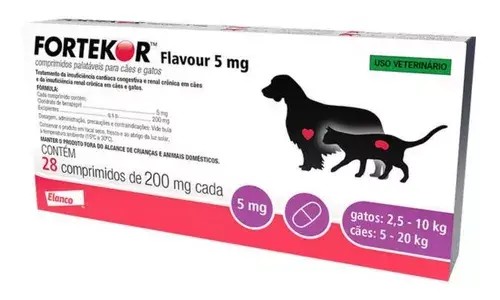 FORTEKOR™ Flavour 5 mg
comprimidos palatáveis para cães e gatos
USO VETERINÁRIO
Tratamento da insuficiência cardíaca congestiva e renal crônica em cães
e da insuficiência renal crônica em cães e gatos.
FÓRMULA:
Cada comprimido contém:
Cloridrato de benazepril 5 mg
Excipientes q.s.p. 200 mg
Dosagem, administração, precauções e contraindicações: Vide bula
Conservar o produto em local seco, fresco e ao abrigo da luz solar,
à temperatura ambiente (15°C a 30°C).
MANTER O PRODUTO FORA DO ALCANCE DE CRIANÇAS E ANIMAIS DOMÉSTICOS.
CONTÉM
28 comprimidos de 200 mg cada
Elanco
5 mg
gatos: 2,5 - 10 kg
cães: 5 - 20 kg